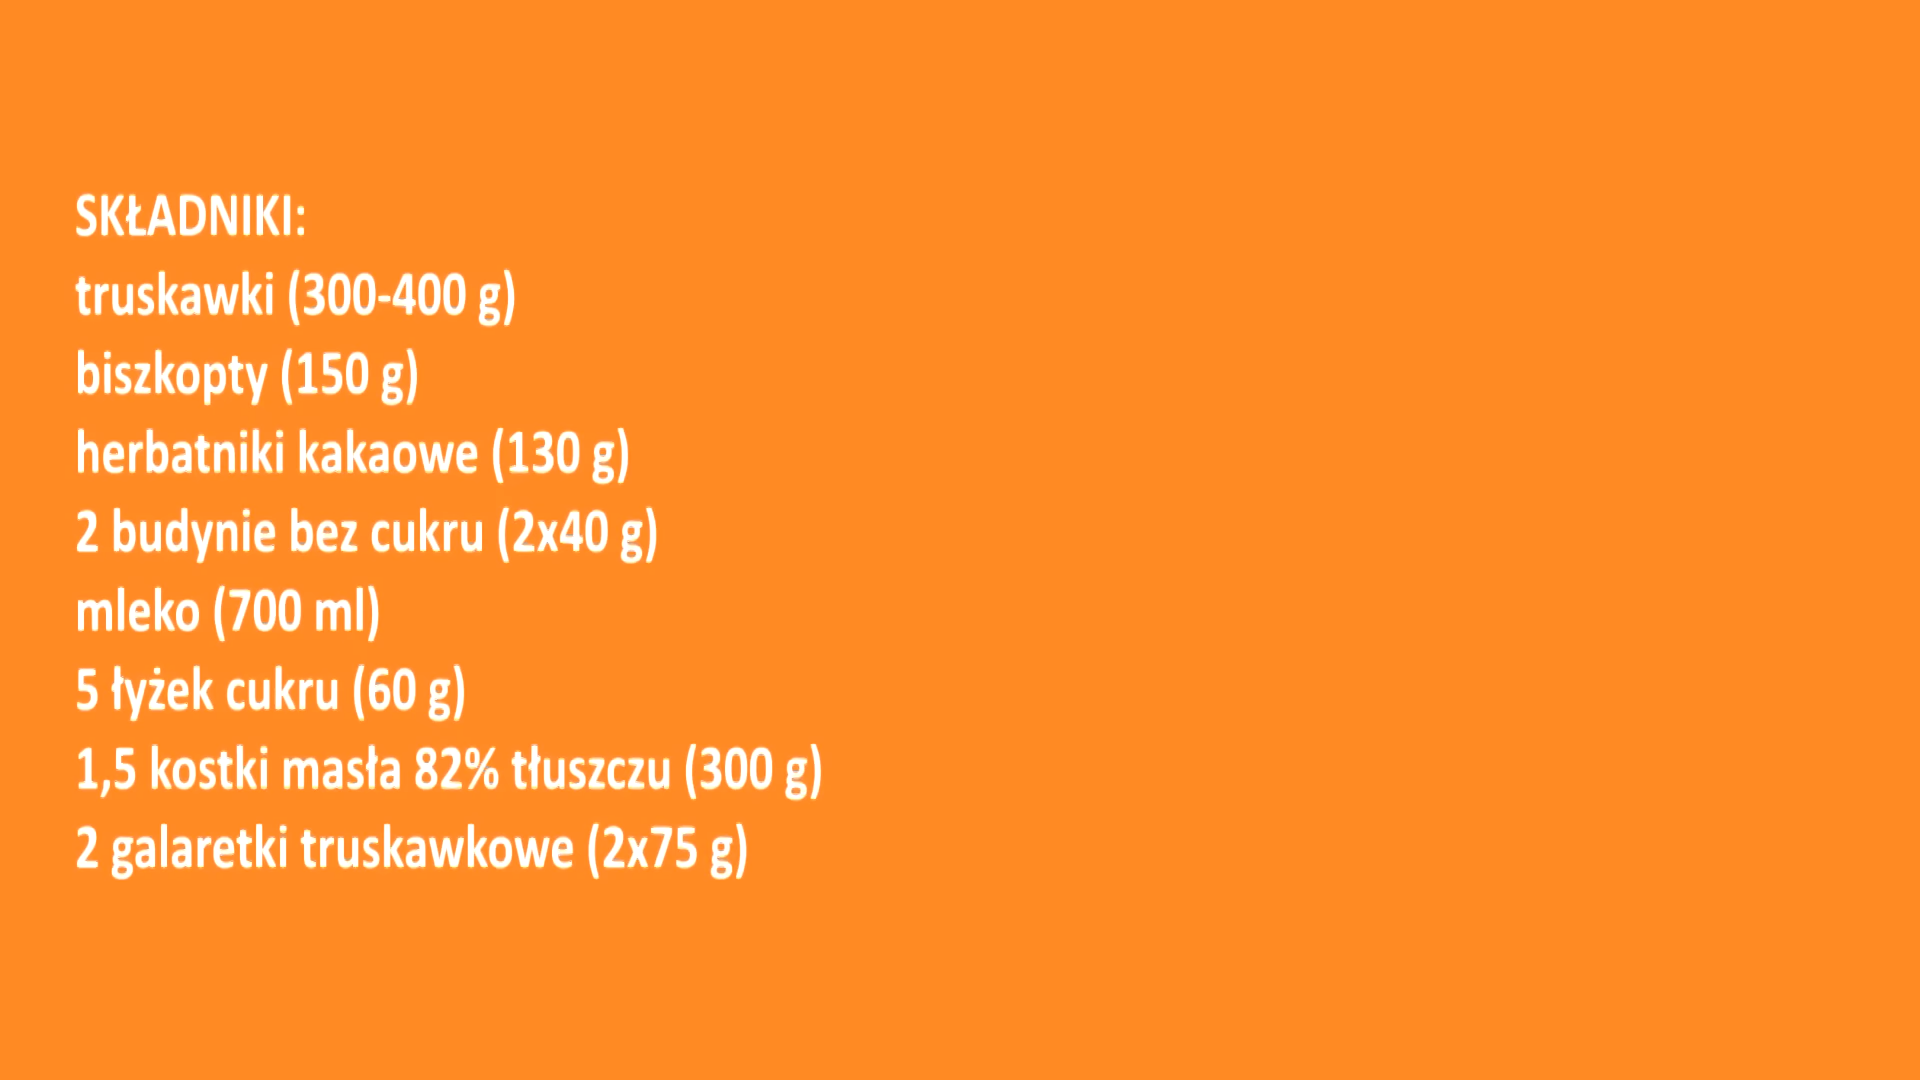 SKŁADNIKI:
truskawki (300-400 g)
biszkopty (150 g)
herbatniki kakaowe (130 g)
2 budynie bez cukru (2x40 g)
mleko (700 ml)
5 łyżek cukru (60 g)
1,5 kostki masła 82% tłuszczu (300 g)
2 galaretki truskawkowe (2x75 g)